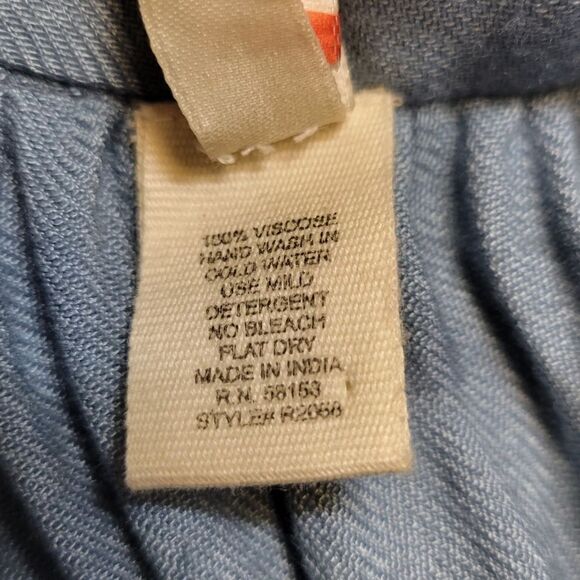 100% VISCOSE
HAND WASH IN
COLD WATER
USE MILD
DETERGENT
NO BLEACH
FLAT DRY
MADE IN INDIA
R.N. 58153
STYLE# R2068